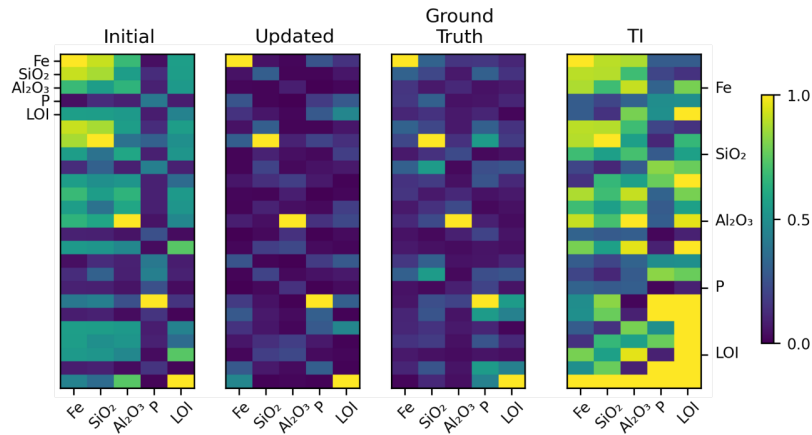 Initial
Updated
Ground
Truth
TI
Fe
SiO₂
Al₂O₃
P
LOI
Fe
SiO₂
Al₂O₃
P
LOI
1.0
0.5
0.0
Fe
SiO₂
Al₂O₃
P
LOI
Fe
SiO₂
Al₂O₃
P
LOI
Fe
SiO₂
Al₂O₃
P
LOI
Fe
SiO₂
Al₂O₃
P
LOI